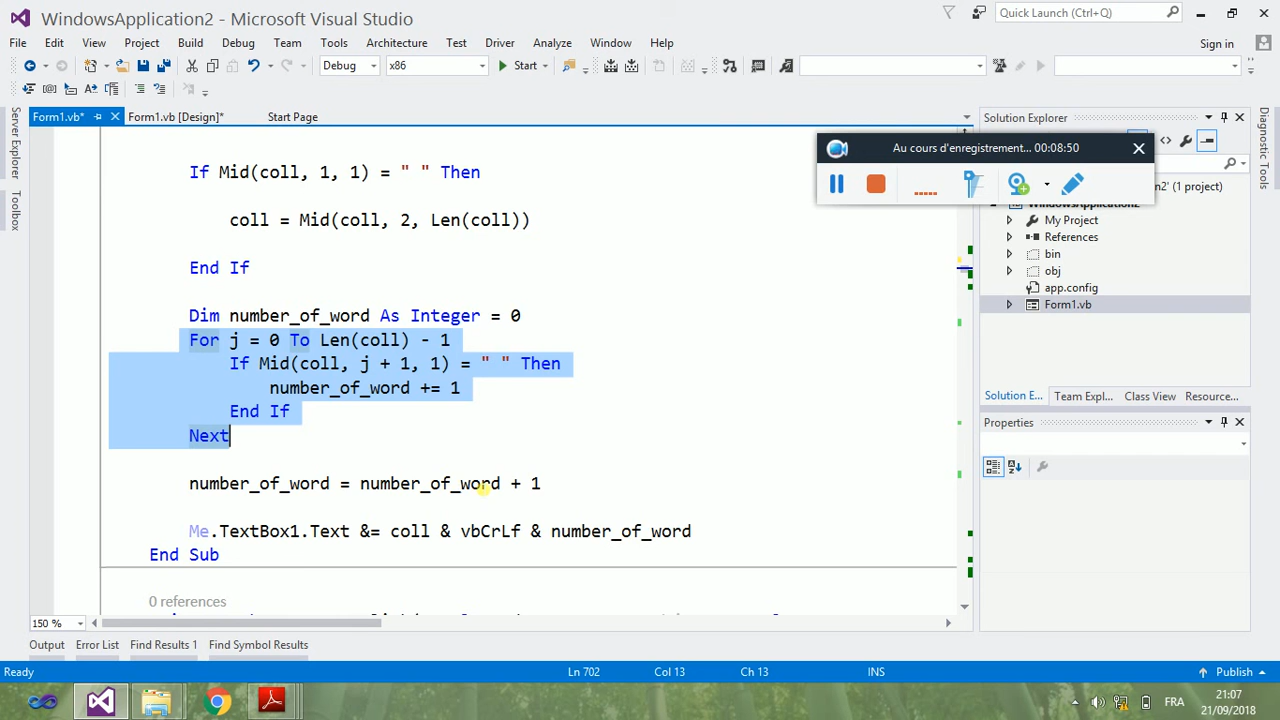 WindowsApplication2 - Microsoft Visual Studio
Quick Launch (Ctrl+Q)
File Edit View Project Build Debug Team Tools Architecture Test Driver Analyze Window Help
Sign in
Debug x86 Start
Form1.vb* Form1.vb [Design]* Start Page
Solution Explorer
Server Explorer
Toolbox
Diagnostic Tools
Au cours d'enregistrement... 00:08:50
If Mid(coll, 1, 1) = " " Then
coll = Mid(coll, 2, Len(coll))
End If
Dim number_of_word As Integer = 0
For j = 0 To Len(coll) - 1
If Mid(coll, j + 1, 1) = " " Then
number_of_word += 1
End If
Next
number_of_word = number_of_word + 1
Me.TextBox1.Text &= coll & vbCrLf & number_of_word
End Sub
0 references
n2' (1 project)
WindowsApplication2
My Project
References
bin
obj
app.config
Form1.vb
Solution E... Team Expl... Class View Resource...
Properties
150 %
Output Error List Find Results 1 Find Symbol Results
Ready Ln 702 Col 13 Ch 13 INS Publish
FRA
21:07
21/09/2018